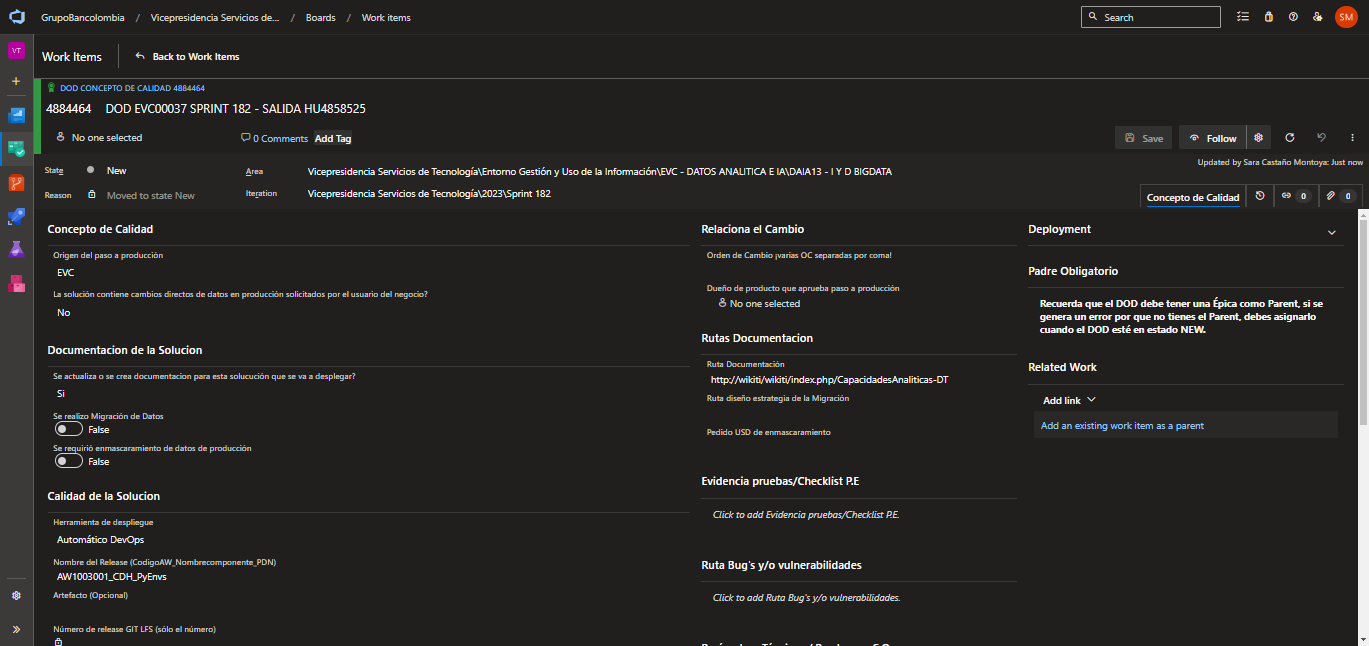 GrupoBancolombia / Vicepresidencia Servicios de... / Boards / Work items
Search
SM
VT
Work Items
Back to Work Items
DOD CONCEPTO DE CALIDAD 4884464
4884464 DOD EVC00037 SPRINT 182 - SALIDA HU4858525
No one selected
0 Comments
Add Tag
Save
Follow
Updated by Sara Castaño Montoya: Just now
State New
Area Vicepresidencia Servicios de Tecnología\Entorno Gestión y Uso de la Información\EVC - DATOS ANALITICA E IA\DAIA13 - I Y D BIGDATA
Reason Moved to state New
Iteration Vicepresidencia Servicios de Tecnología\2023\Sprint 182
Concepto de Calidad
0
0
Concepto de Calidad
Origen del paso a producción
EVC
La solución contiene cambios directos de datos en producción solicitados por el usuario del negocio?
No
Documentacion de la Solucion
Se actualiza o se crea documentacion para esta solucución que se va a desplegar?
Si
Se realizo Migración de Datos
False
Se requirió enmascaramiento de datos de producción
False
Calidad de la Solucion
Herramienta de despliegue
Automático DevOps
Nombre del Release (CodigoAW_Nombrecomponente_PDN)
AW1003001_CDH_PyEnvs
Artefacto (Opcional)
Número de release GIT LFS (sólo el número)
Relaciona el Cambio
Orden de Cambio ¡varias OC separadas por coma!
Dueño de producto que aprueba paso a producción
No one selected
Rutas Documentacion
Ruta Documentación
http://wikiti/wikiti/index.php/CapacidadesAnaliticas-DT
Ruta diseño estrategia de la Migración
Pedido USD de enmascaramiento
Evidencia pruebas/Checklist P.E
Click to add Evidencia pruebas/Checklist P.E.
Ruta Bug's y/o vulnerabilidades
Click to add Ruta Bug's y/o vulnerabilidades.
Deployment
Padre Obligatorio
Recuerda que el DOD debe tener una Épica como Parent, si se
genera un error por que no tienes el Parent, debes asignarlo
cuando el DOD esté en estado NEW.
Related Work
Add link
Add an existing work item as a parent